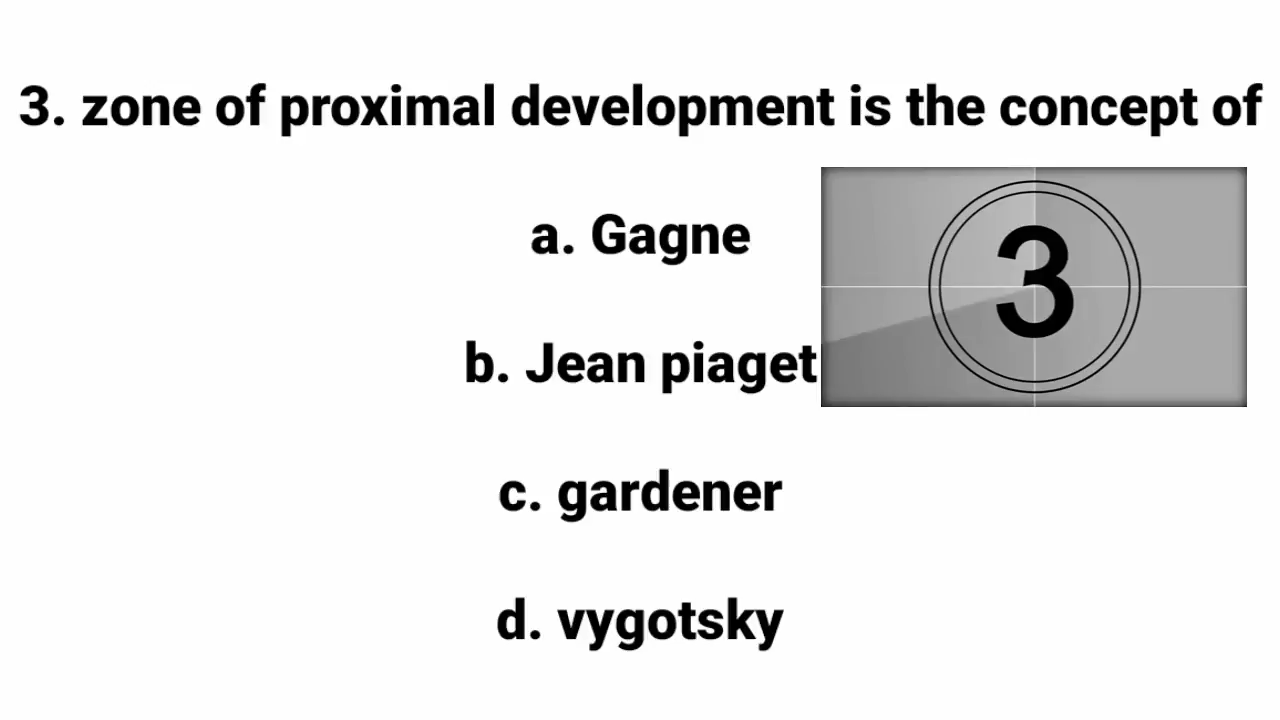 3. zone of proximal development is the concept of
a. Gagne
b. Jean piaget
3
c. gardener
d. vygotsky